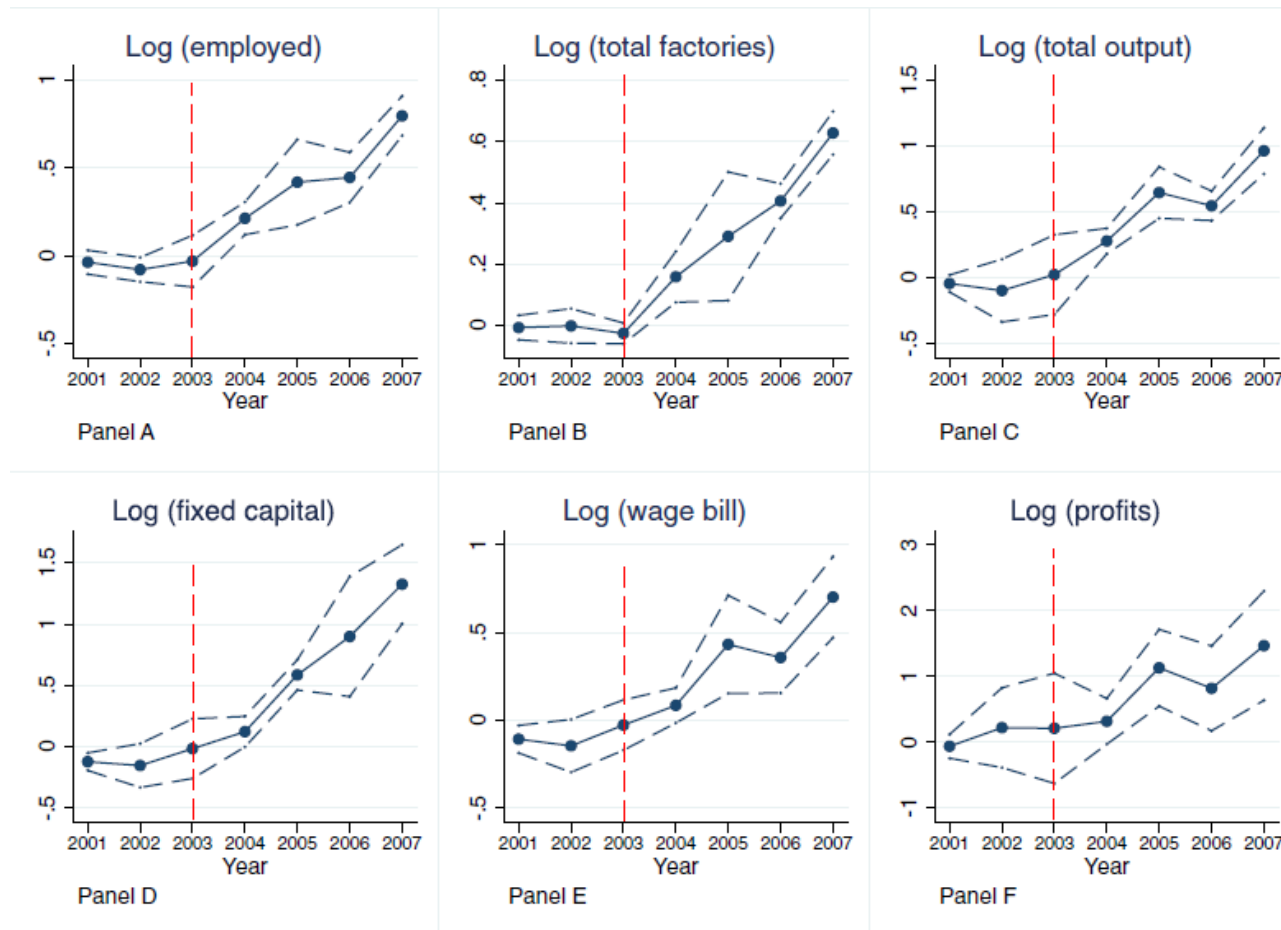 Log (employed)
1
.5
0
-.5
2001 2002 2003 2004 2005 2006 2007
Year
Panel A
Log (total factories)
.8
.6
.4
.2
0
2001 2002 2003 2004 2005 2006 2007
Year
Panel B
Log (total output)
1.5
1
.5
0
-.5
2001 2002 2003 2004 2005 2006 2007
Year
Panel C
Log (fixed capital)
1.5
1
.5
0
-.5
2001 2002 2003 2004 2005 2006 2007
Year
Panel D
Log (wage bill)
1
.5
0
-.5
2001 2002 2003 2004 2005 2006 2007
Year
Panel E
Log (profits)
3
2
1
0
-1
2001 2002 2003 2004 2005 2006 2007
Year
Panel F